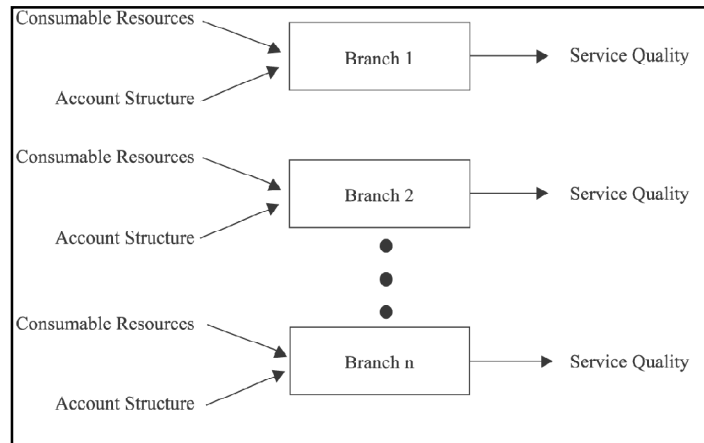 Consumable Resources
Branch 1
Service Quality
Account Structure
Consumable Resources
Branch 2
Service Quality
Account Structure
Consumable Resources
Branch n
Service Quality
Account Structure